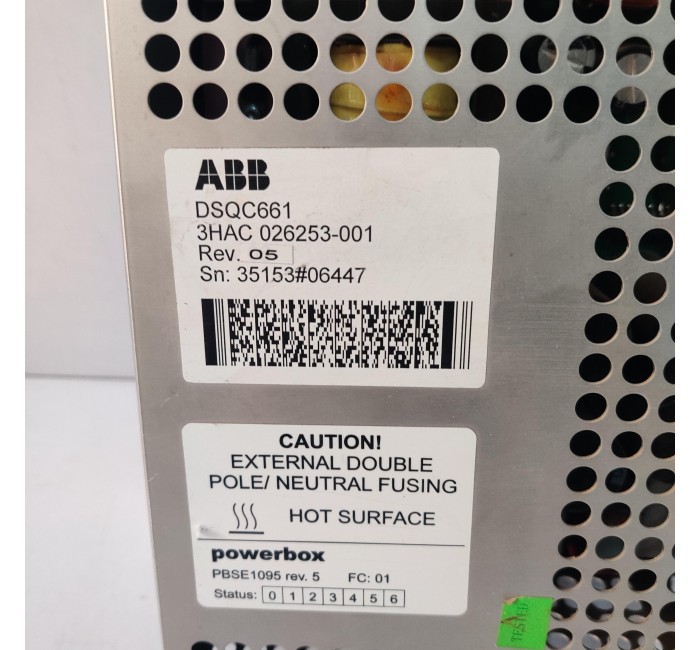 ABB
DSQC661
3HAC 026253-001
Rev. 05
Sn: 35153#06447
CAUTION!
EXTERNAL DOUBLE
POLE/ NEUTRAL FUSING
HOT SURFACE
powerbox
PBSE1095 rev. 5 FC: 01
Status: 0 1 2 3 4 5 6
TESTED